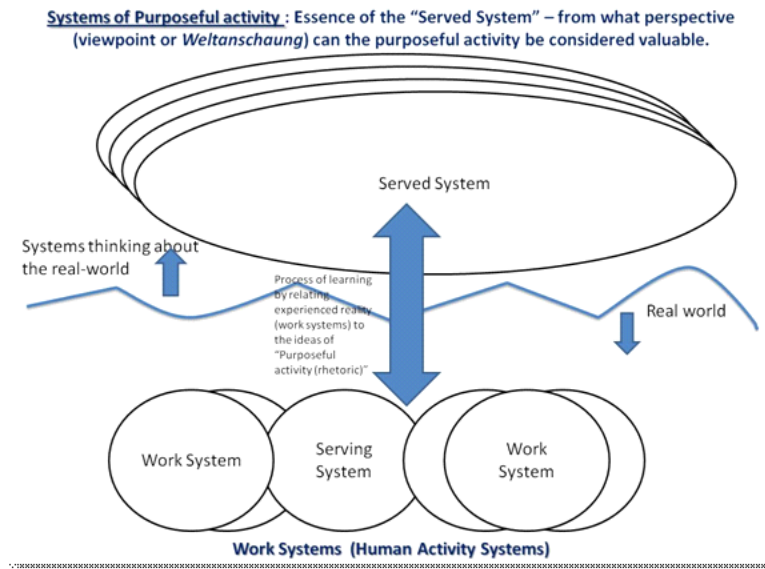 Systems of Purposeful activity : Essence of the “Served System” – from what perspective
(viewpoint or Weltanschaung) can the purposeful activity be considered valuable.
Served System
Systems thinking about
the real-world
Process of learning
by relating
experienced reality
(work systems) to
the ideas of
“Purposeful
activity (rhetoric)”
Real world
Work System
Serving
System
Work
System
Work Systems (Human Activity Systems)